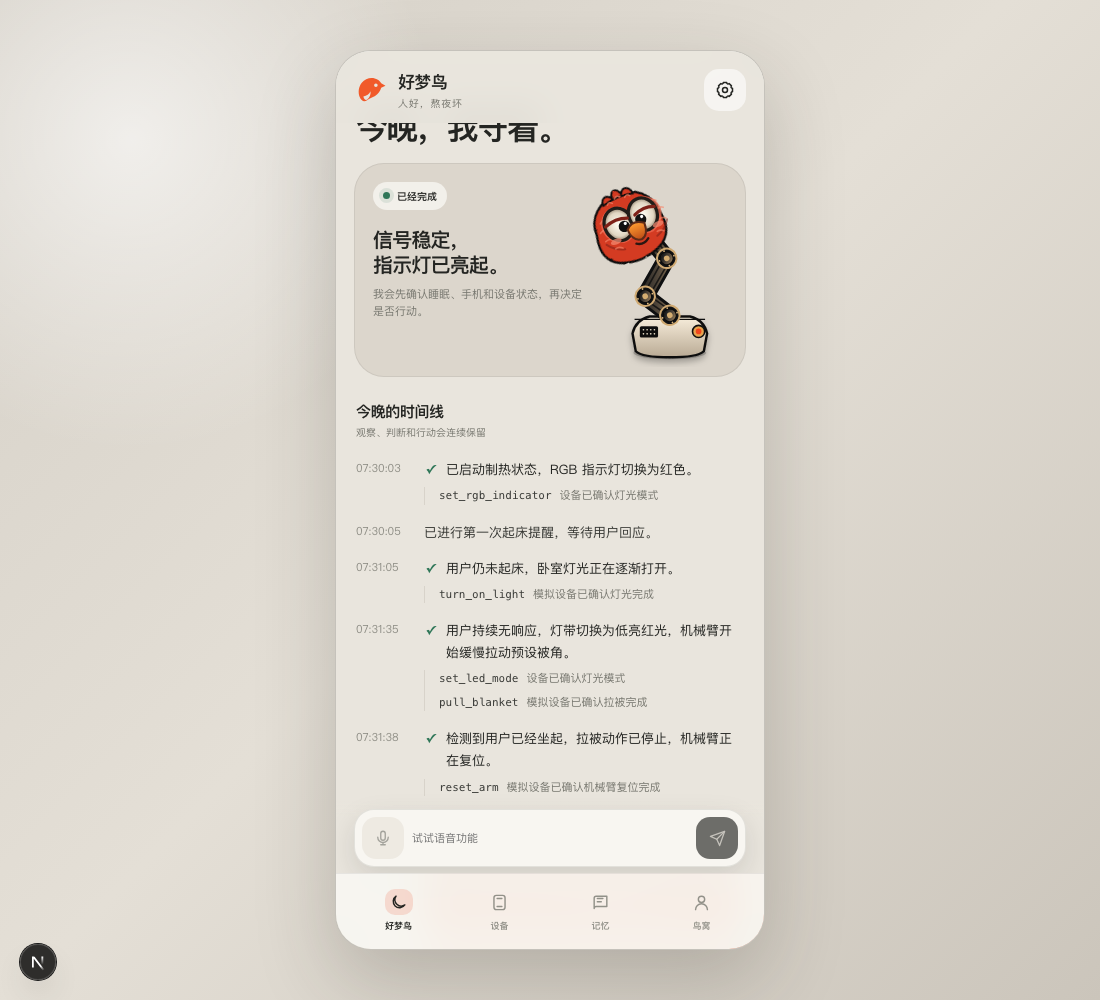 好梦鸟
人好，熬夜坏
今晚，我守着。
已经完成
信号稳定，
指示灯已亮起。
我会先确认睡眠、手机和设备状态，再决定
是否行动。
今晚的时间线
观察、判断和行动会连续保留
07:30:03
已启动制热状态，RGB 指示灯切换为红色。
set_rgb_indicator 设备已确认灯光模式
07:30:05
已进行第一次起床提醒，等待用户回应。
07:31:05
用户仍未起床，卧室灯光正在逐渐打开。
turn_on_light 模拟设备已确认灯光完成
07:31:35
用户持续无响应，灯带切换为低亮红光，机械臂开
始缓慢拉动预设被角。
set_led_mode 设备已确认灯光模式
pull_blanket 模拟设备已确认拉被完成
07:31:38
检测到用户已经坐起，拉被动作已停止，机械臂正
在复位。
reset_arm 模拟设备已确认机械臂复位完成
试试语音功能
好梦鸟
设备
记忆
鸟窝
N